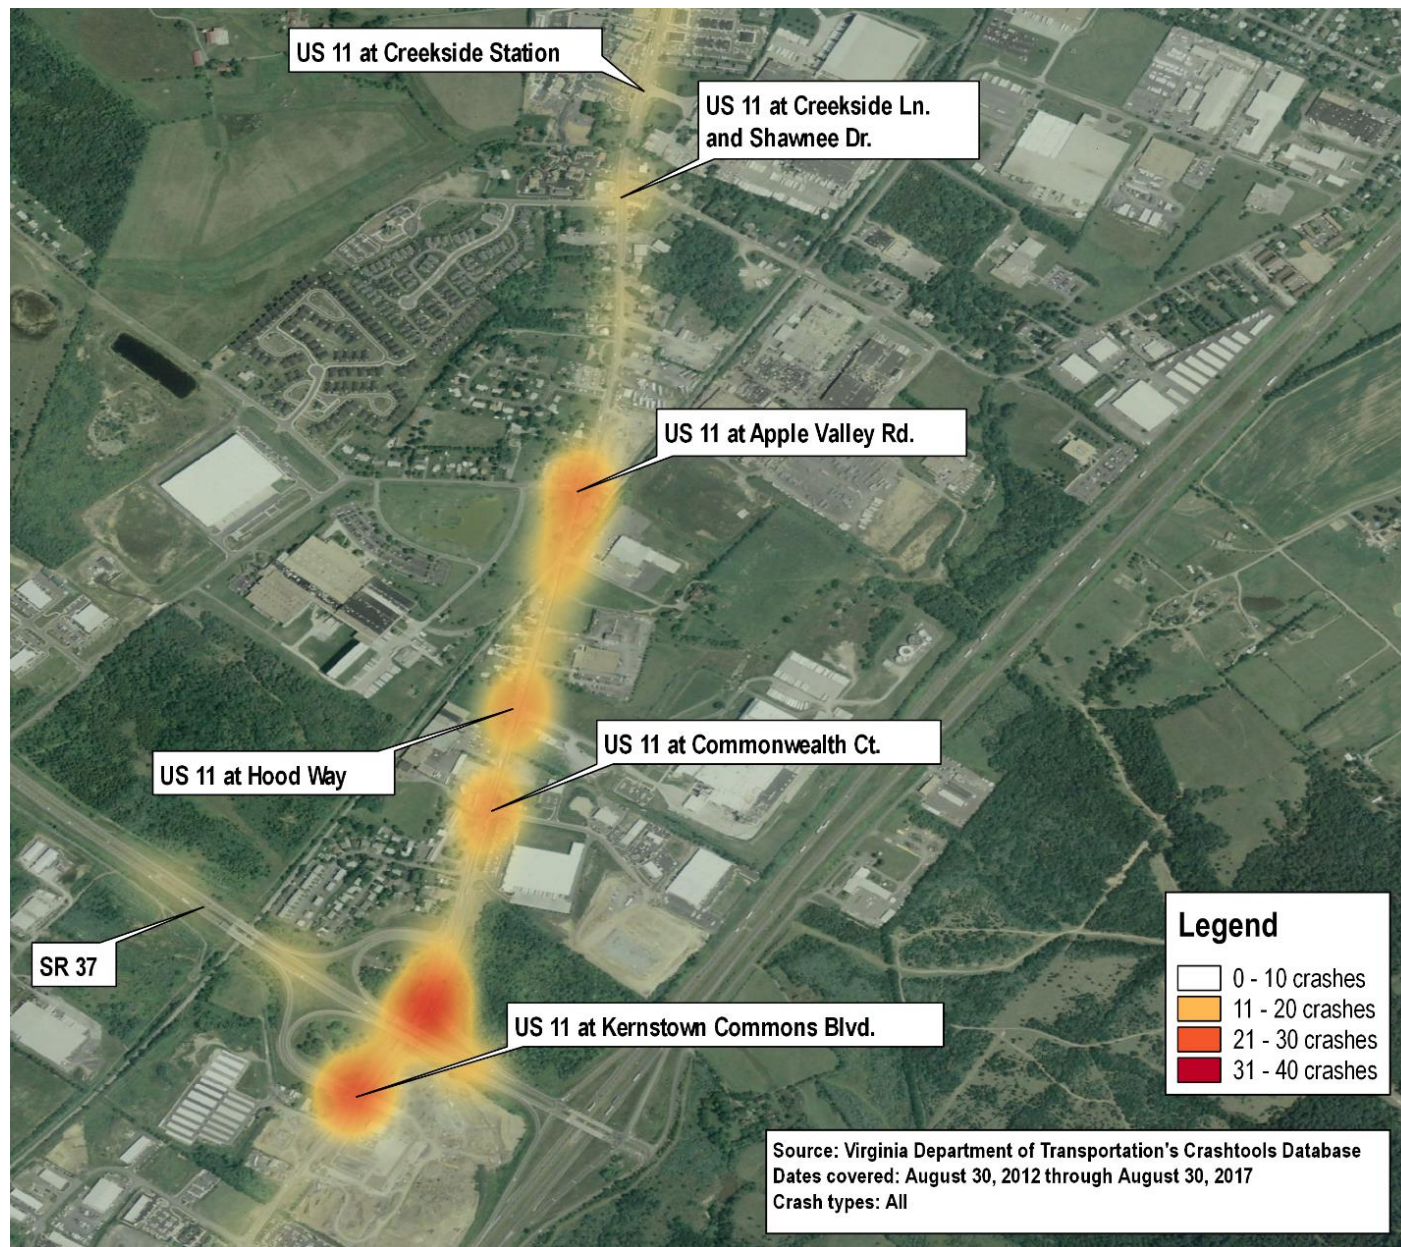 US 11 at Creekside Station
US 11 at Creekside Ln.
and Shawnee Dr.
US 11 at Apple Valley Rd.
US 11 at Commonwealth Ct.
US 11 at Hood Way
SR 37
US 11 at Kernstown Commons Blvd.
Legend
0 - 10 crashes
11 - 20 crashes
21 - 30 crashes
31 - 40 crashes
Source: Virginia Department of Transportation's Crashtools Database
Dates covered: August 30, 2012 through August 30, 2017
Crash types: All